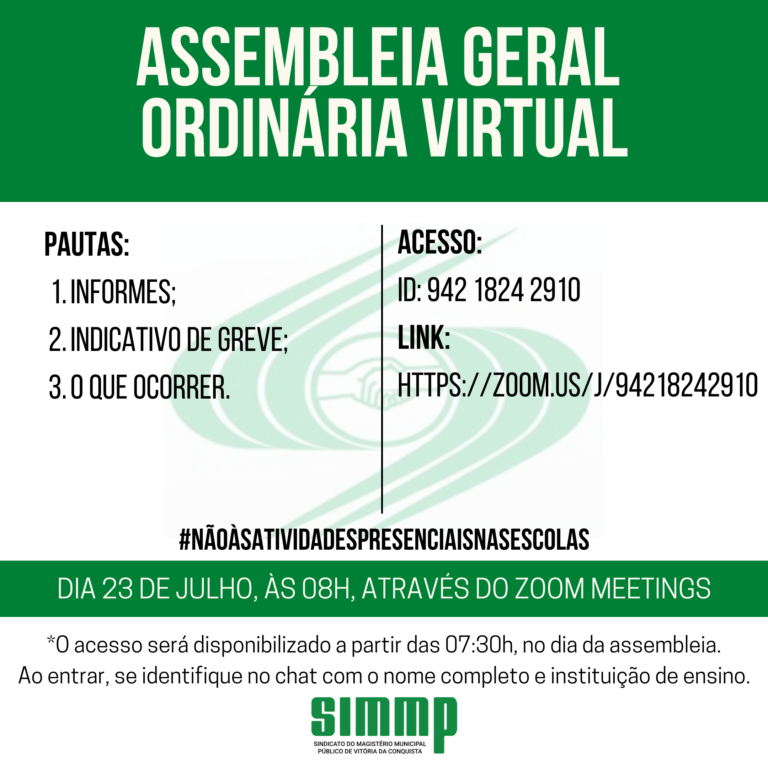 ASSEMBLEIA GERAL
ORDINÁRIA VIRTUAL
PAUTAS:
1. INFORMES;
2. INDICATIVO DE GREVE;
3. O QUE OCORRER.
ACESSO:
ID: 942 1824 2910
LINK:
HTTPS://ZOOM.US/J/94218242910
#NÃOÀSATIVIDADESPRESENCIAISNASESCOLAS
DIA 23 DE JULHO, ÀS 08H, ATRAVÉS DO ZOOM MEETINGS
*O acesso será disponibilizado a partir das 07:30h, no dia da assembleia.
Ao entrar, se identifique no chat com o nome completo e instituição de ensino.
SIMMP
SINDICATO DO MAGISTÉRIO MUNICIPAL
PÚBLICO DE VITÓRIA DA CONQUISTA